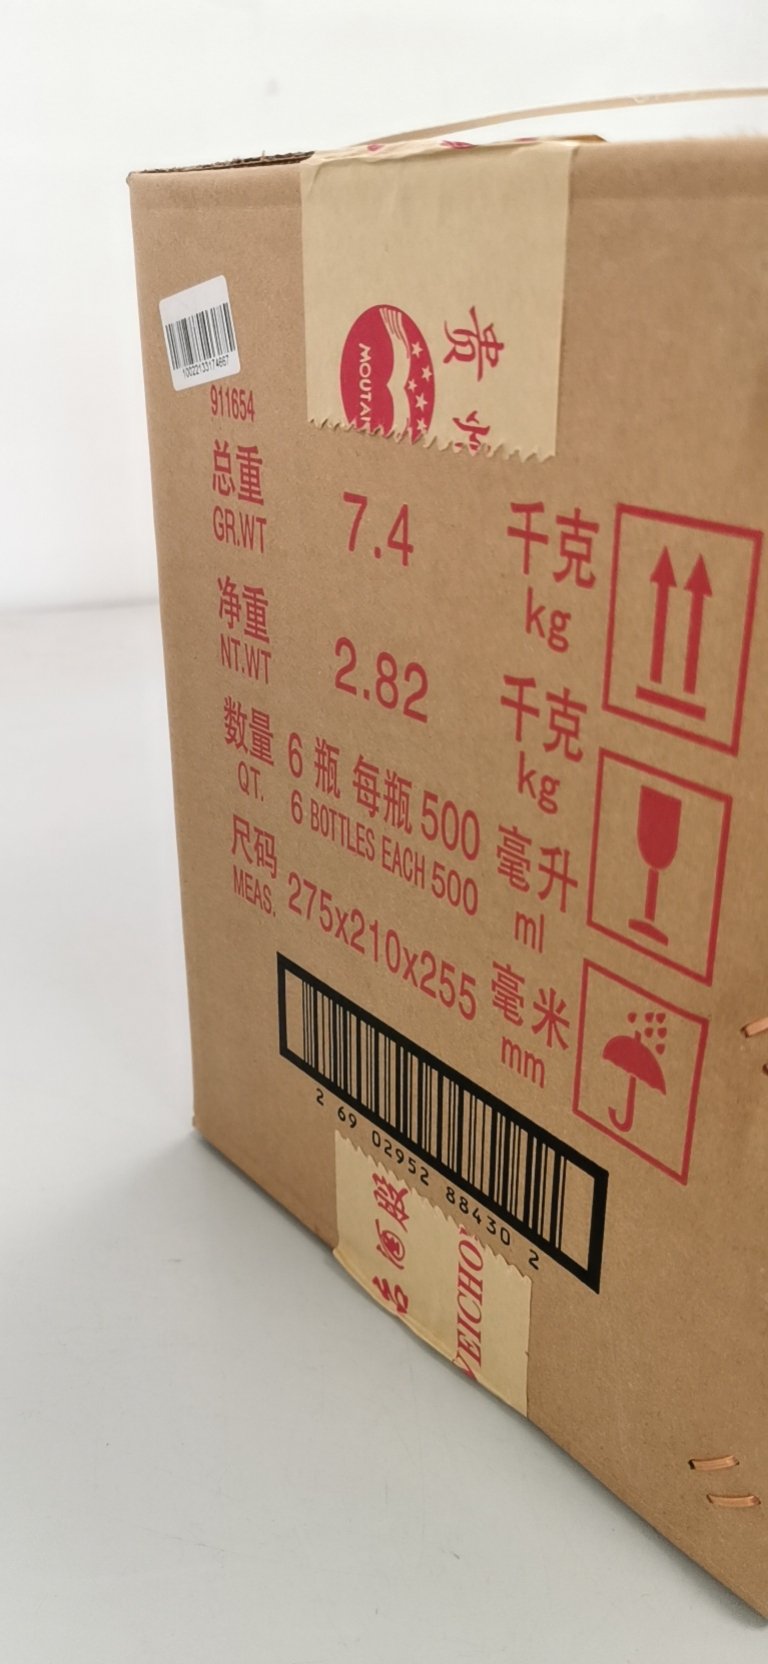 MOUTAI
贵
10022133174667
911654
总重 7.4 千克
GR.WT kg
净重 2.82 千克
NT.WT kg
数量 6 瓶 每瓶 500 毫升
QT. 6 BOTTLES EACH 500 ml
尺码 275x210x255 毫米
MEAS. mm
2 69 02952 88430 2